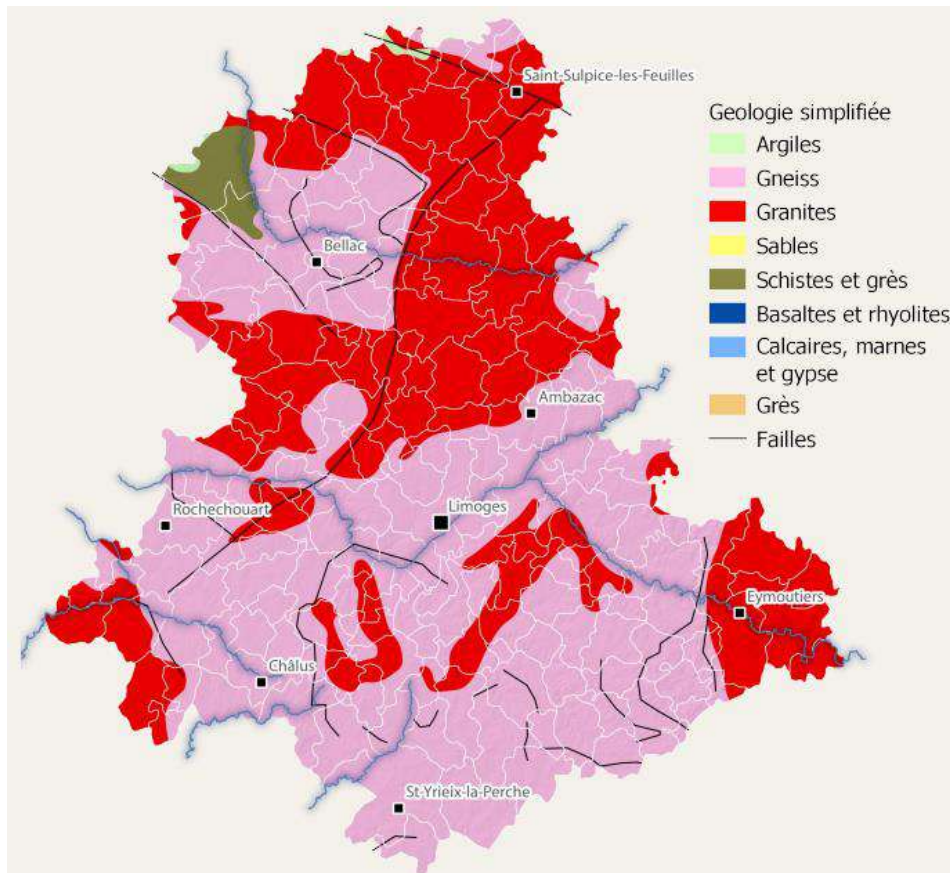 Saint-Sulpice-les-Feuilles
Bellac
Ambazac
Rochechouart
Limoges
Eymoutiers
Châlus
St-Yrieix-la-Perche
Geologie simplifiée
Argiles
Gneiss
Granites
Sables
Schistes et grès
Basaltes et rhyolites
Calcaires, marnes
et gypse
Grès
Failles